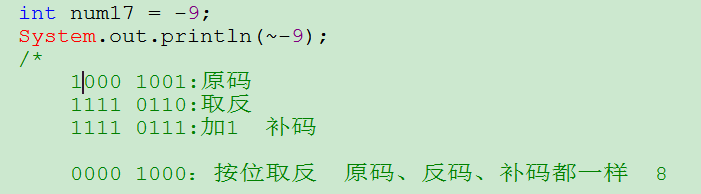 int num17 = -9;
System.out.println(~-9);
/*
1000 1001:原码
1111 0110:取反
1111 0111:加1 补码
0000 1000: 按位取反 原码、反码、补码都一样 8